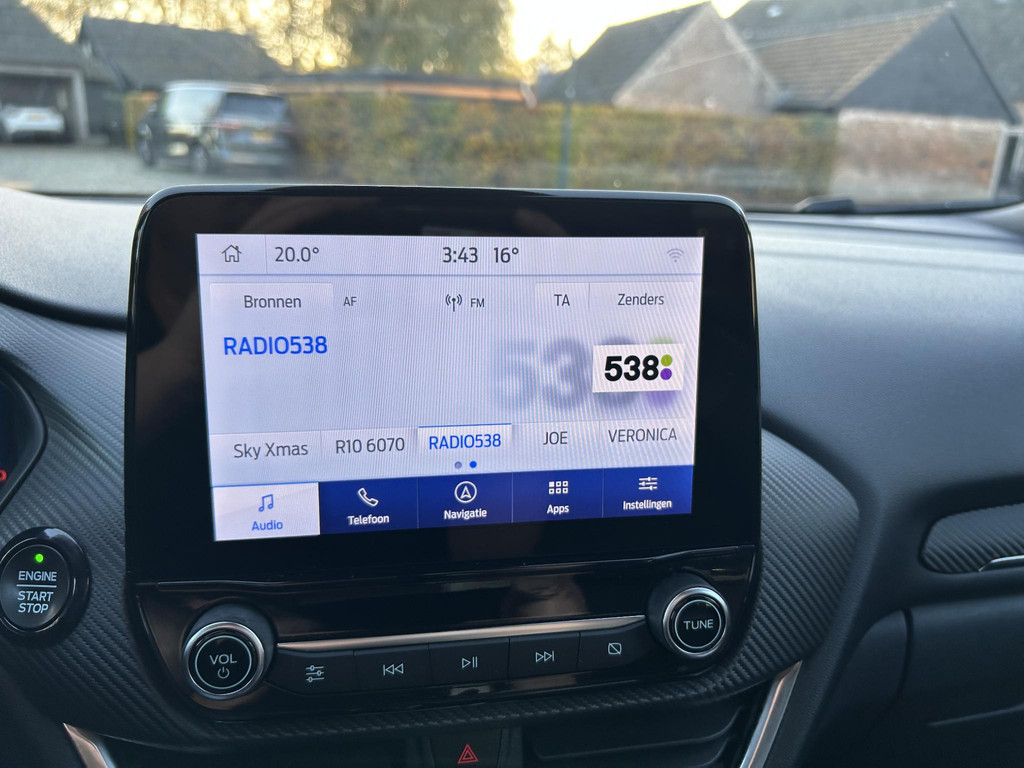 20.0° 3:43 16°
Bronnen AF FM TA Zenders
RADIO538
538
Sky Xmas R10 6070 RADIO538 JOE VERONICA
Audio Telefoon Navigatie Apps Instellingen
ENGINE
START
STOP
VOL
TUNE